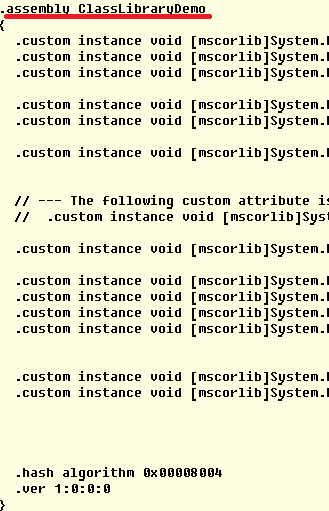 .assembly ClassLibraryDemo
{
.custom instance void [mscorlib]System.
.custom instance void [mscorlib]System.
.custom instance void [mscorlib]System.
.custom instance void [mscorlib]System.
.custom instance void [mscorlib]System.
.custom instance void [mscorlib]System.
// --- The following custom attribute is
// .custom instance void [mscorlib]Syst
.custom instance void [mscorlib]System.
.custom instance void [mscorlib]System.
.custom instance void [mscorlib]System.
.custom instance void [mscorlib]System.
.custom instance void [mscorlib]System.
.custom instance void [mscorlib]System.
.custom instance void [mscorlib]System.
.hash algorithm 0x00008004
.ver 1:0:0:0
}